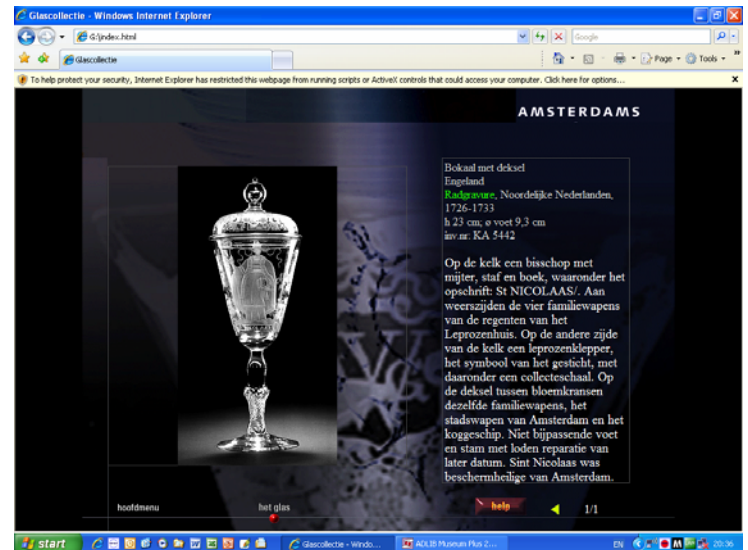 Glascollectie - Windows Internet Explorer
G:\index.html
Google
Glascollectie
Page
Tools
To help protect your security, Internet Explorer has restricted this webpage from running scripts or ActiveX controls that could access your computer. Click here for options...
AMSTERDAMS
Bokaal met deksel
Engeland
Radgravure, Noordelijke Nederlanden,
1726-1733
h 23 cm; ø voet 9,3 cm
inv.nr. KA 5442
Op de kelk een bisschop met
mijter, staf en boek, waaronder het
opschrift: St NICOLAAS/. Aan
weerszijden de vier familiewapens
van de regenten van het
Leprozenhuis. Op de andere zijde
van de kelk een leprozenklepper,
het symbool van het gesticht, met
daaronder een collecteschaal. Op
de deksel tussen bloemkransen
dezelfde familiewapens, het
stadswapen van Amsterdam en het
koggeschip. Niet bijpassende voet
en stam met loden reparatie van
later datum. Sint Nicolaas was
beschermheilige van Amsterdam.
hoofdmenu
het glas
help
1/1
start
Glascollectie - Windo...
ADLIB Museum Plus 2...
EN
20:36